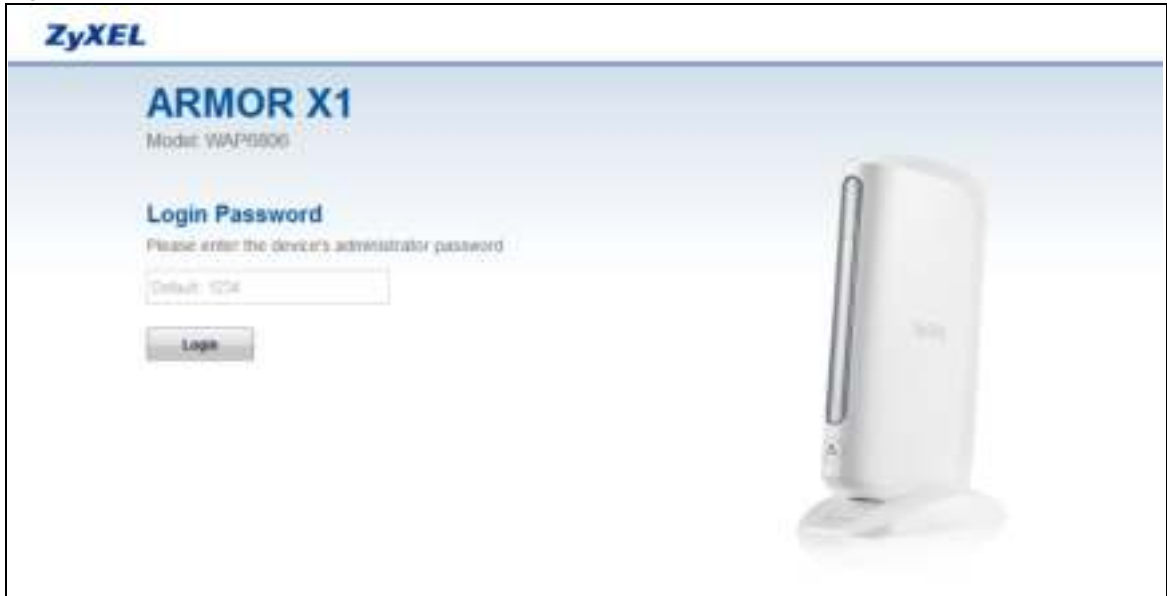 ZyXEL
ARMOR X1
Model: WAP6806
Login Password
Please enter the device's administrator password
Default: 1234
Login